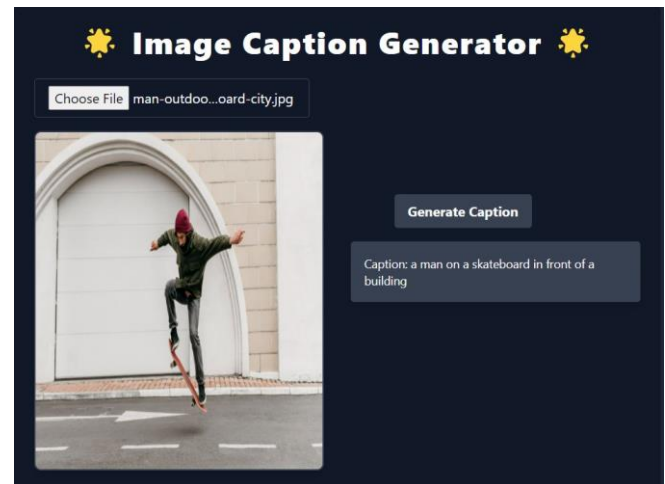 🌟 Image Caption Generator 🌟
Choose File man-outdoo...oard-city.jpg
Generate Caption
Caption: a man on a skateboard in front of a
building